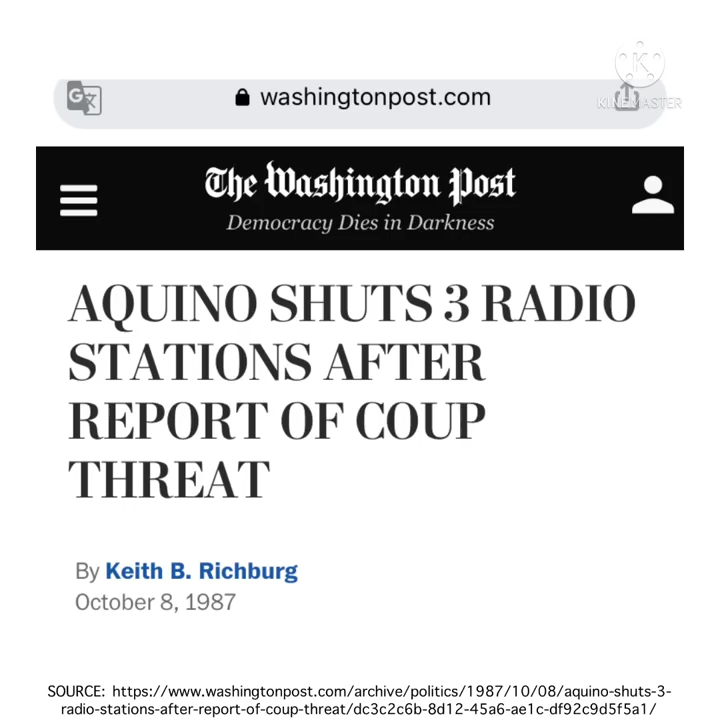 washingtonpost.com
KINEMASTER
The Washington Post
Democracy Dies in Darkness
AQUINO SHUTS 3 RADIO
STATIONS AFTER
REPORT OF COUP
THREAT
By Keith B. Richburg
October 8, 1987
SOURCE: https://www.washingtonpost.com/archive/politics/1987/10/08/aquino-shuts-3-
radio-stations-after-report-of-coup-threat/dc3c2c6b-8d12-45a6-ae1c-df92c9d5f5a1/